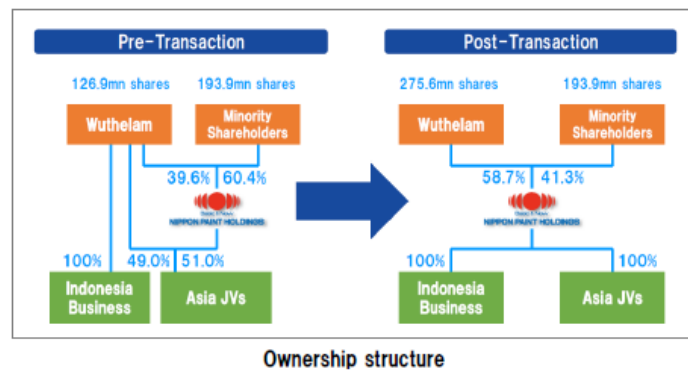 Pre-Transaction
126.9mn shares 193.9mn shares
Wuthelam
Minority
Shareholders
39.6% 60.4%
NIPPON PAINT HOLDINGS
100% 49.0% 51.0%
Indonesia
Business
Asia JVs
Post-Transaction
275.6mn shares 193.9mn shares
Wuthelam
Minority
Shareholders
58.7% 41.3%
NIPPON PAINT HOLDINGS
100% 100%
Indonesia
Business
Asia JVs
Ownership structure